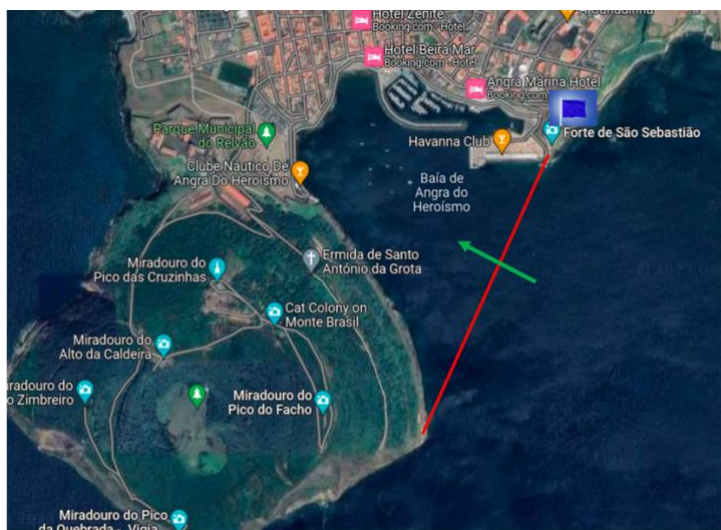 Hotel Zenite
Booking.com - Hotel
Hotel Beira Mar
Booking.com - Hotel
Angra Marina Hotel
Booking.com - Hotel
Parque Municipal
do Relvão
Havanna Club
Forte de São Sebastião
Clube Náutico De
Angra Do Heroísmo
Baía de
Angra do
Heroísmo
Miradouro do
Pico das Cruzinhas
Ermida de Santo
António da Grota
Cat Colony on
Monte Brasil
Miradouro do
Alto da Caldeira
Miradouro do
Pico do Facho
Zimbreiro
Miradouro do Pico
da Quebrada - Vigia